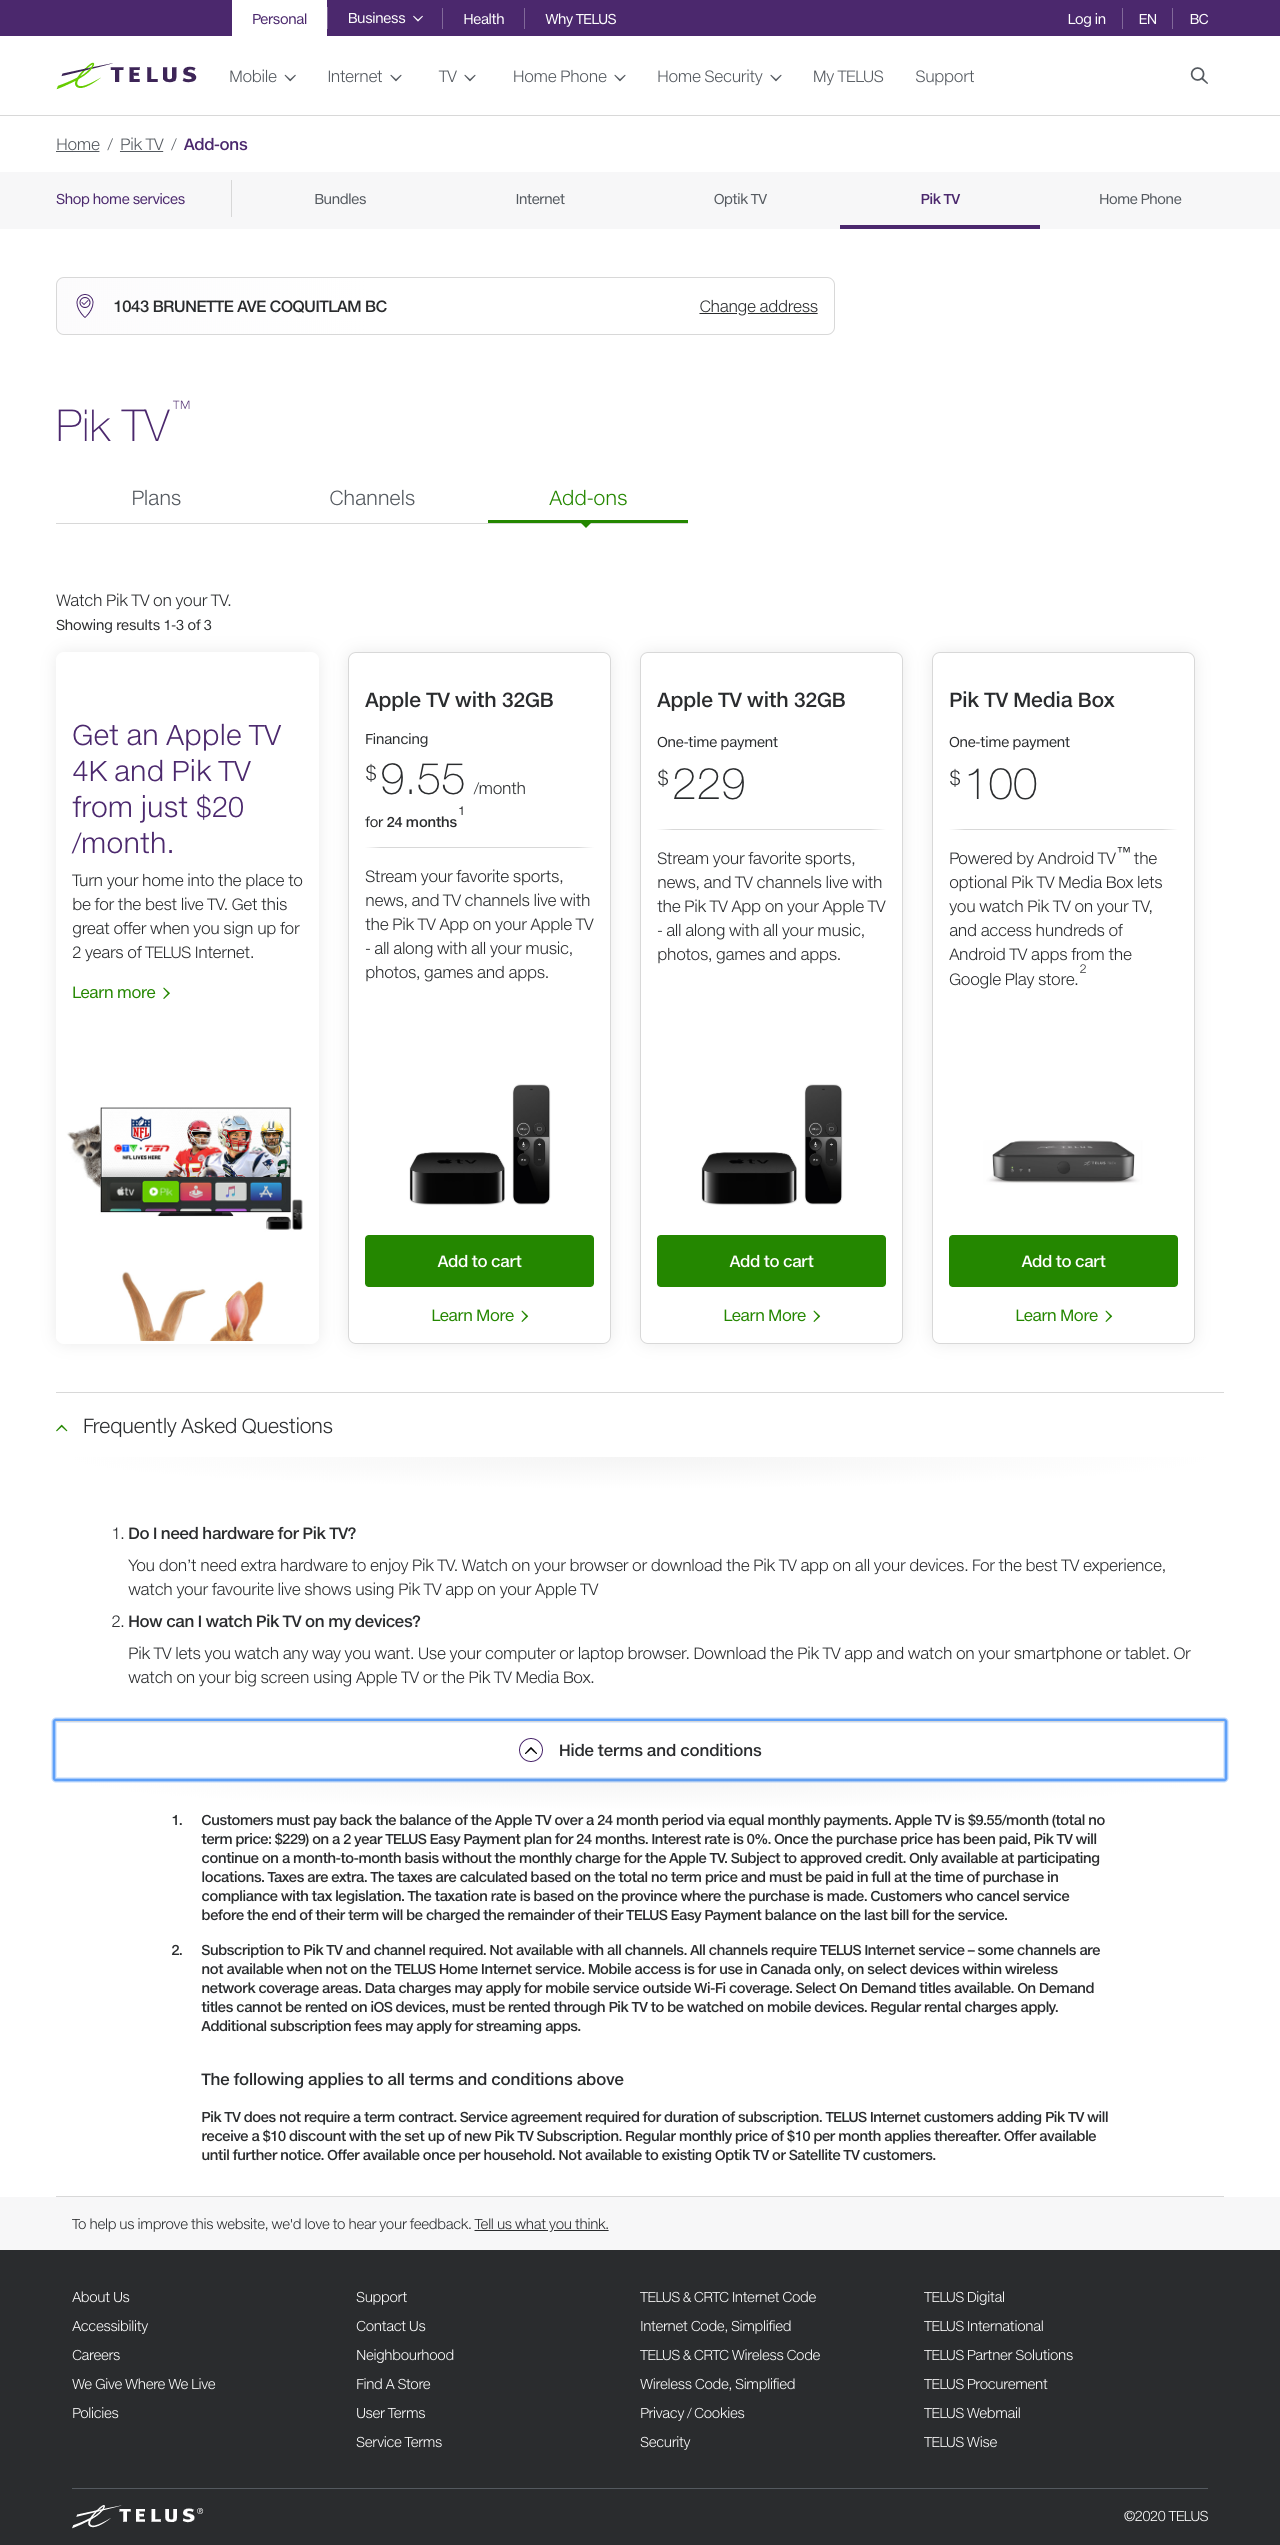 Personal Business Health Why TELUS Log in EN BC
TELUS Mobile Internet TV Home Phone Home Security My TELUS Support
Home / Pik TV / Add-ons
Shop home services Bundles Internet Optik TV Pik TV Home Phone
1043 BRUNETTE AVE COQUITLAM BC Change address
Pik TV™
Plans Channels Add-ons
Watch Pik TV on your TV.
Showing results 1-3 of 3
Get an Apple TV
4K and Pik TV
from just $20
/month.
Turn your home into the place to
be for the best live TV. Get this
great offer when you sign up for
2 years of TELUS Internet.
Learn more
NFL
CTV TSN
NFL LIVES HERE
tv Pik
Apple TV with 32GB
Financing
$9.55 /month
for 24 months1
Stream your favorite sports,
news, and TV channels live with
the Pik TV App on your Apple TV
- all along with all your music,
photos, games and apps.
tv
Add to cart
Learn More
Apple TV with 32GB
One-time payment
$229
Stream your favorite sports,
news, and TV channels live with
the Pik TV App on your Apple TV
- all along with all your music,
photos, games and apps.
tv
Add to cart
Learn More
Pik TV Media Box
One-time payment
$100
Powered by Android TV™ the
optional Pik TV Media Box lets
you watch Pik TV on your TV,
and access hundreds of
Android TV apps from the
Google Play store.2
TELUS
Add to cart
Learn More
Frequently Asked Questions
1. Do I need hardware for Pik TV?
You don't need extra hardware to enjoy Pik TV. Watch on your browser or download the Pik TV app on all your devices. For the best TV experience,
watch your favourite live shows using Pik TV app on your Apple TV
2. How can I watch Pik TV on my devices?
Pik TV lets you watch any way you want. Use your computer or laptop browser. Download the Pik TV app and watch on your smartphone or tablet. Or
watch on your big screen using Apple TV or the Pik TV Media Box.
Hide terms and conditions
1. Customers must pay back the balance of the Apple TV over a 24 month period via equal monthly payments. Apple TV is $9.55/month (total no
term price: $229) on a 2 year TELUS Easy Payment plan for 24 months. Interest rate is 0%. Once the purchase price has been paid, Pik TV will
continue on a month-to-month basis without the monthly charge for the Apple TV. Subject to approved credit. Only available at participating
locations. Taxes are extra. The taxes are calculated based on the total no term price and must be paid in full at the time of purchase in
compliance with tax legislation. The taxation rate is based on the province where the purchase is made. Customers who cancel service
before the end of their term will be charged the remainder of their TELUS Easy Payment balance on the last bill for the service.
2. Subscription to Pik TV and channel required. Not available with all channels. All channels require TELUS Internet service – some channels are
not available when not on the TELUS Home Internet service. Mobile access is for use in Canada only, on select devices within wireless
network coverage areas. Data charges may apply for mobile service outside Wi-Fi coverage. Select On Demand titles available. On Demand
titles cannot be rented on iOS devices, must be rented through Pik TV to be watched on mobile devices. Regular rental charges apply.
Additional subscription fees may apply for streaming apps.
The following applies to all terms and conditions above
Pik TV does not require a term contract. Service agreement required for duration of subscription. TELUS Internet customers adding Pik TV will
receive a $10 discount with the set up of new Pik TV Subscription. Regular monthly price of $10 per month applies thereafter. Offer available
until further notice. Offer available once per household. Not available to existing Optik TV or Satellite TV customers.
To help us improve this website, we'd love to hear your feedback. Tell us what you think.
About Us
Accessibility
Careers
We Give Where We Live
Policies
Support
Contact Us
Neighbourhood
Find A Store
User Terms
Service Terms
TELUS & CRTC Internet Code
Internet Code, Simplified
TELUS & CRTC Wireless Code
Wireless Code, Simplified
Privacy / Cookies
Security
TELUS Digital
TELUS International
TELUS Partner Solutions
TELUS Procurement
TELUS Webmail
TELUS Wise
TELUS® ©2020 TELUS